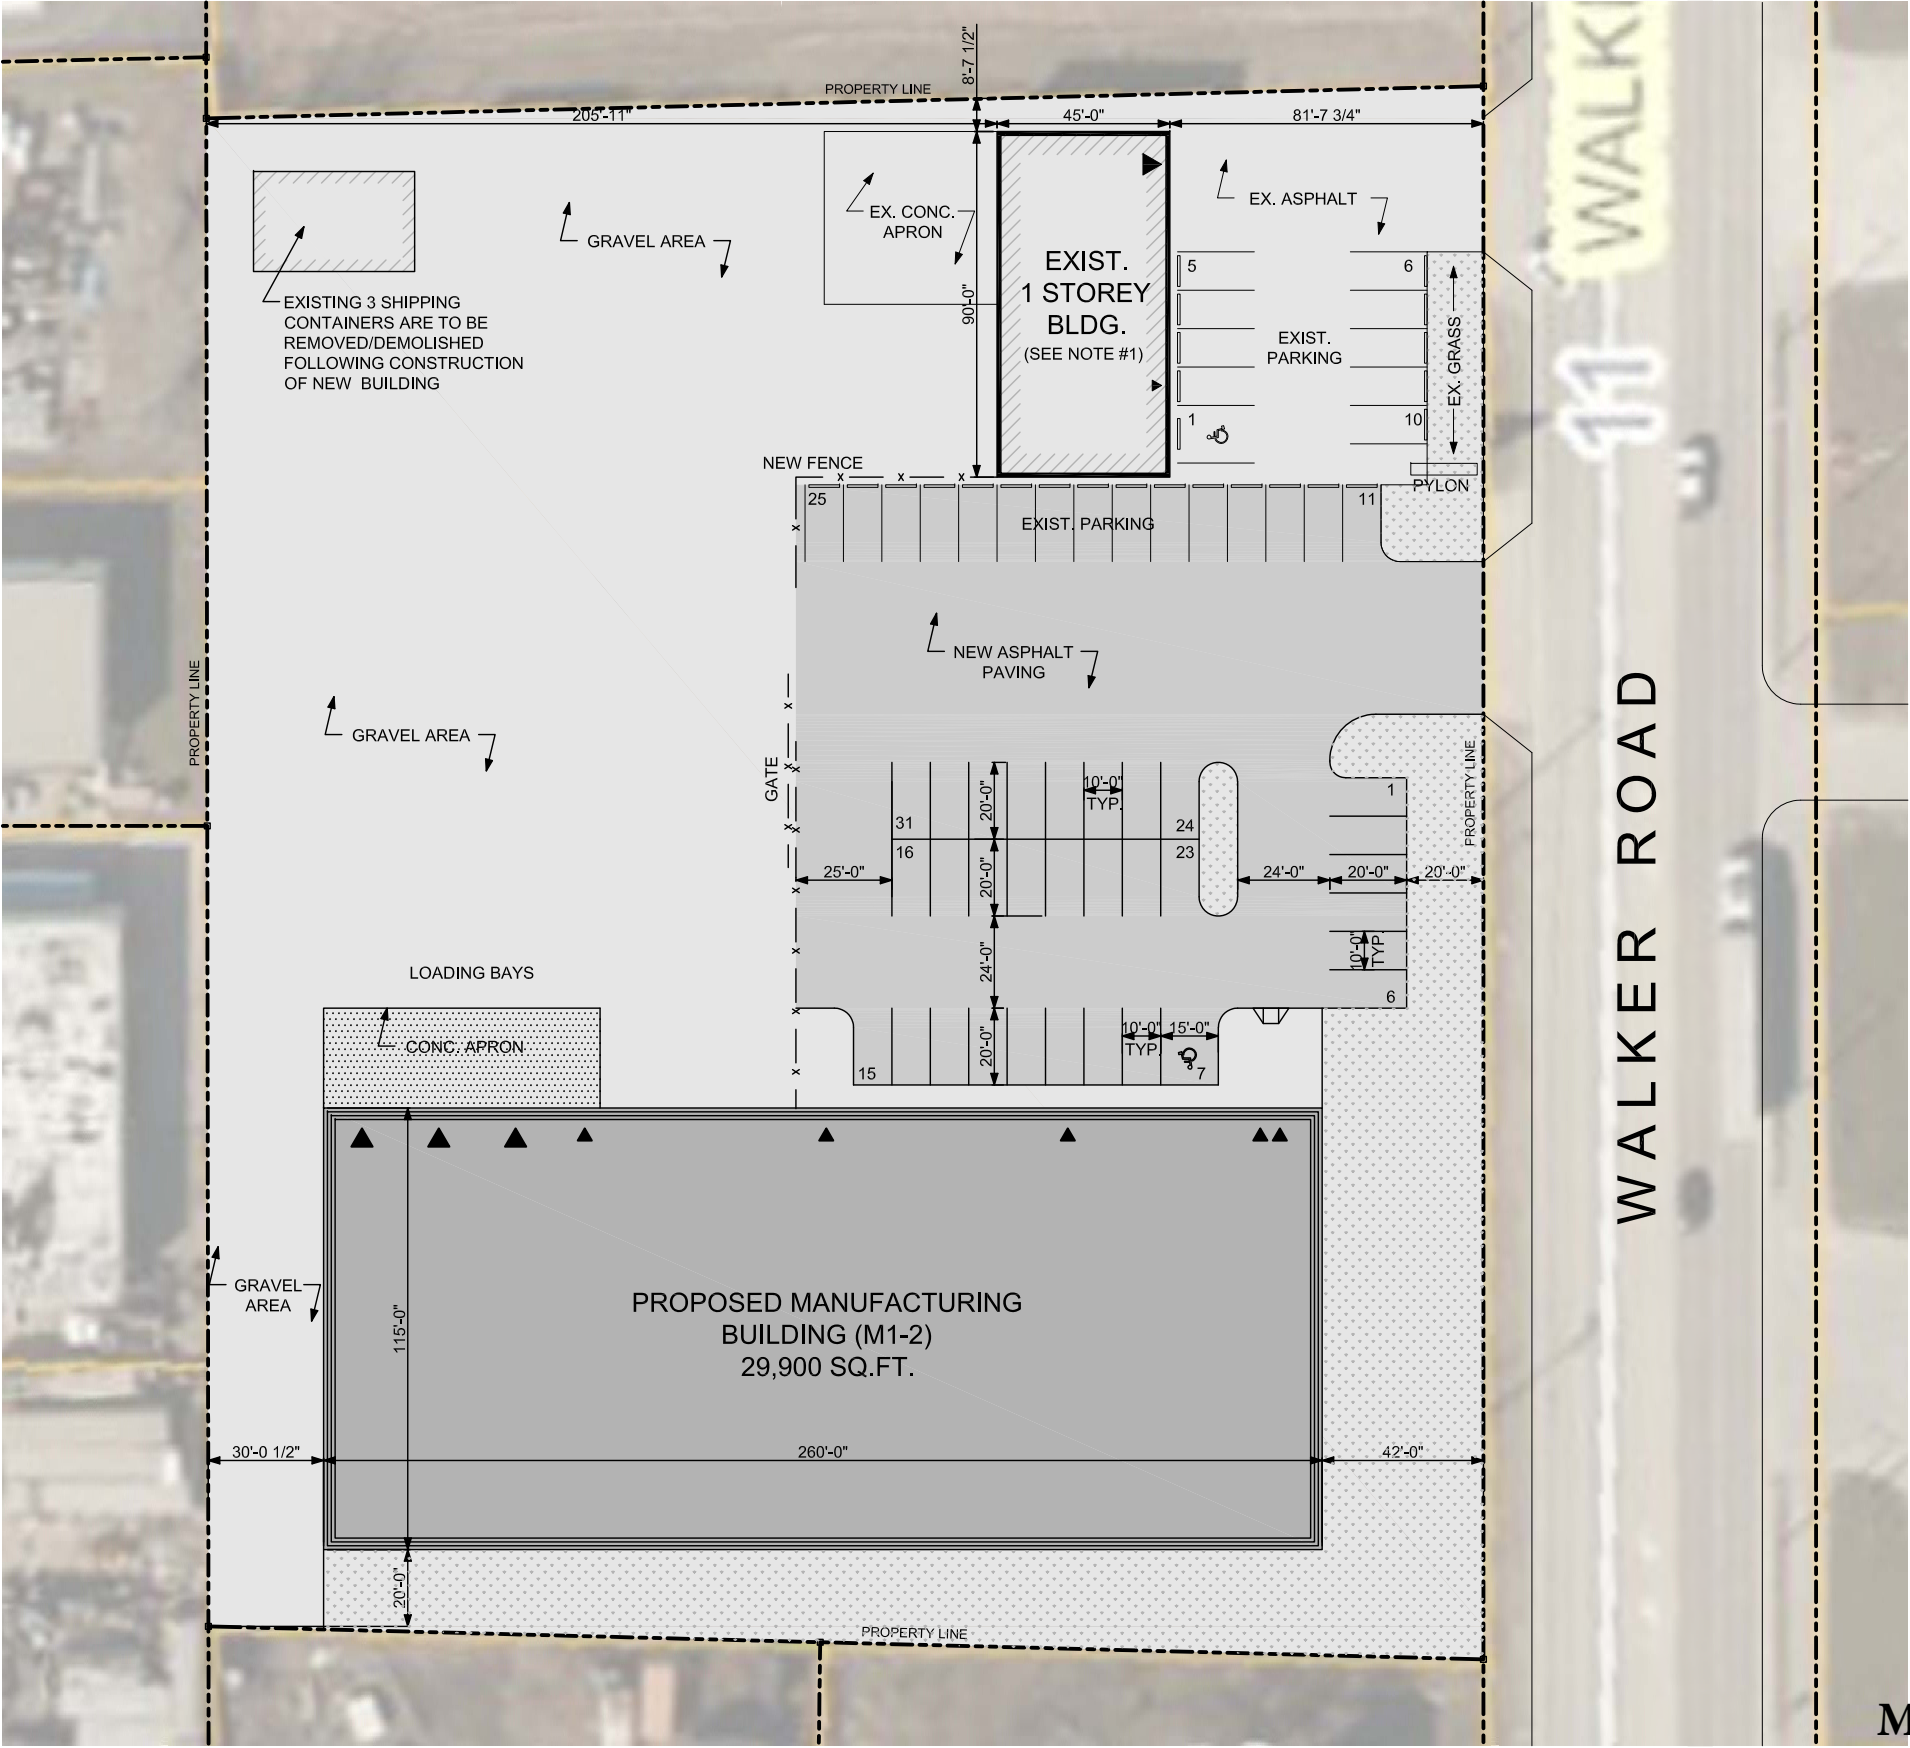 8'-7 1/2"
WALK
PROPERTY LINE
205'-11"
45'-0"
81'-7 3/4"
EX. CONC.
APRON
EX. ASPHALT
GRAVEL AREA
EXIST.
1 STOREY
BLDG.
(SEE NOTE #1)
90'-0"
5
6
EXIST.
PARKING
EX. GRASS
1
10
EXISTING 3 SHIPPING
CONTAINERS ARE TO BE
REMOVED/DEMOLISHED
FOLLOWING CONSTRUCTION
OF NEW BUILDING
WALK
11
NEW FENCE
x x x
PYLON
25
11
EXIST. PARKING
NEW ASPHALT
PAVING
PROPERTY LINE
GRAVEL AREA
GATE
PROPERTY LINE
WALKER ROAD
20'-0"
10'-0"
TYP.
1
31
24
16
23
25'-0"
20'-0"
24'-0"
20'-0"
20'-0"
10'-0"
TYP.
24'-0"
6
LOADING BAYS
CONC. APRON
20'-0"
10'-0"
TYP.
15'-0"
15
7
GRAVEL
AREA
115'-0"
PROPOSED MANUFACTURING
BUILDING (M1-2)
29,900 SQ.FT.
30'-0 1/2"
260'-0"
42'-0"
20'-0"
PROPERTY LINE
M